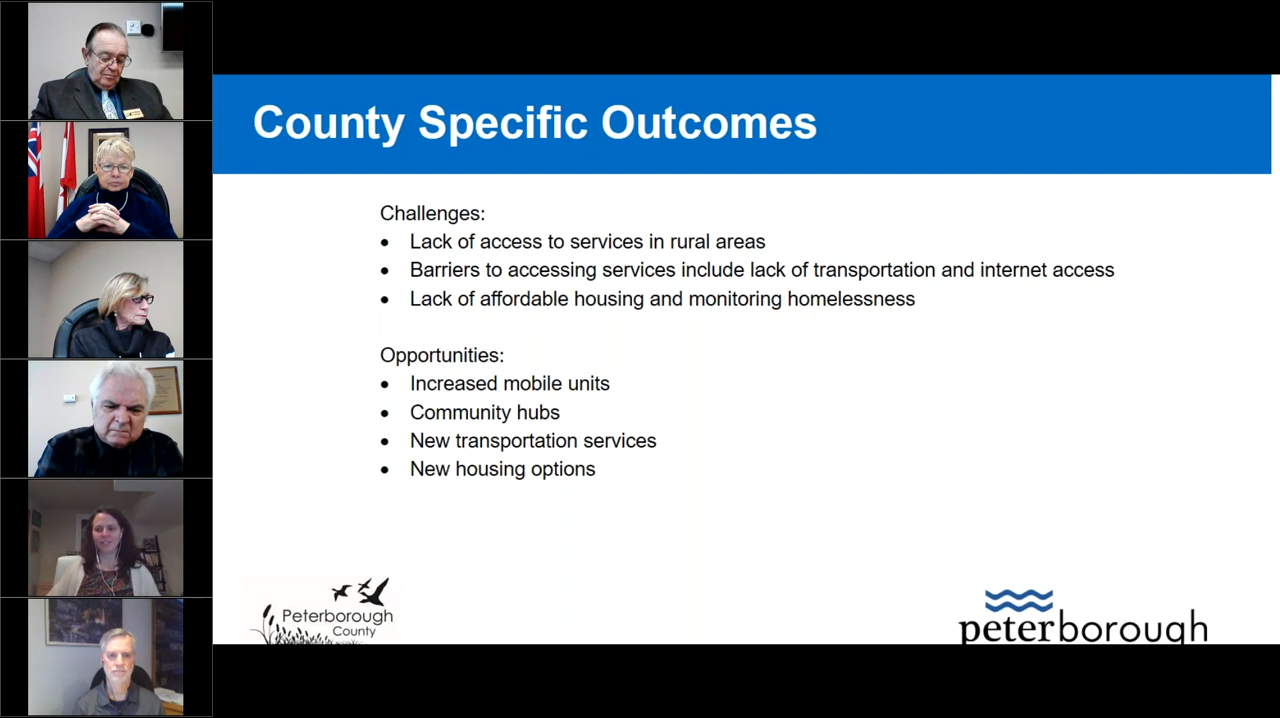 County Specific Outcomes
Challenges:
• Lack of access to services in rural areas
• Barriers to accessing services include lack of transportation and internet access
• Lack of affordable housing and monitoring homelessness
Opportunities:
• Increased mobile units
• Community hubs
• New transportation services
• New housing options
Peterborough
County
peterborough